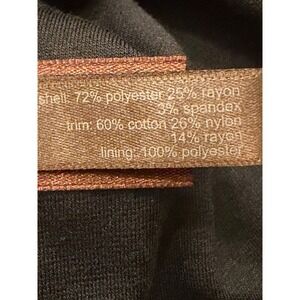 shell: 72% polyester 25% rayon
3% spandex
trim: 60% cotton 26% nylon
14% rayon
lining: 100% polyester